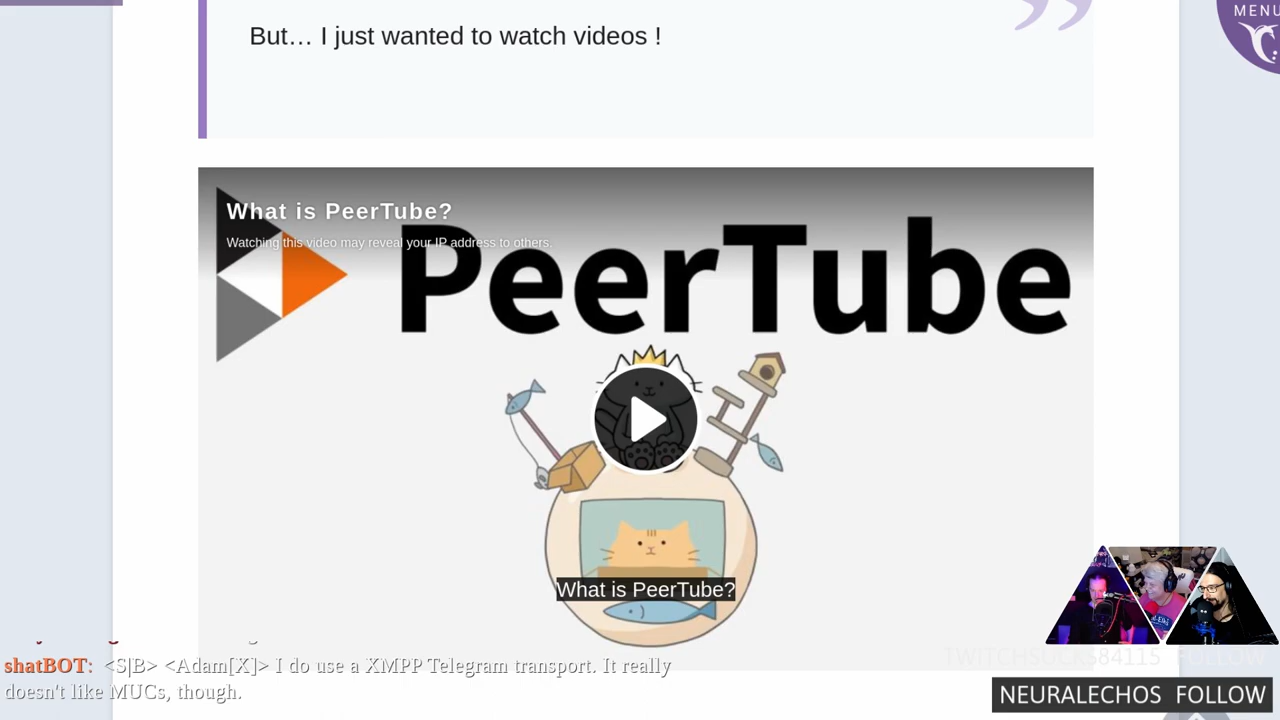 MENU
But… I just wanted to watch videos !
What is PeerTube?
Watching this video may reveal your IP address to others.
PeerTube
What is PeerTube?
shatBOT: <S|B> <Adam[X]> I do use a XMPP Telegram transport. It really
doesn't like MUCs, though.
TWITCHSUCKS84115 FOLLOW
NEURALECHOS FOLLOW